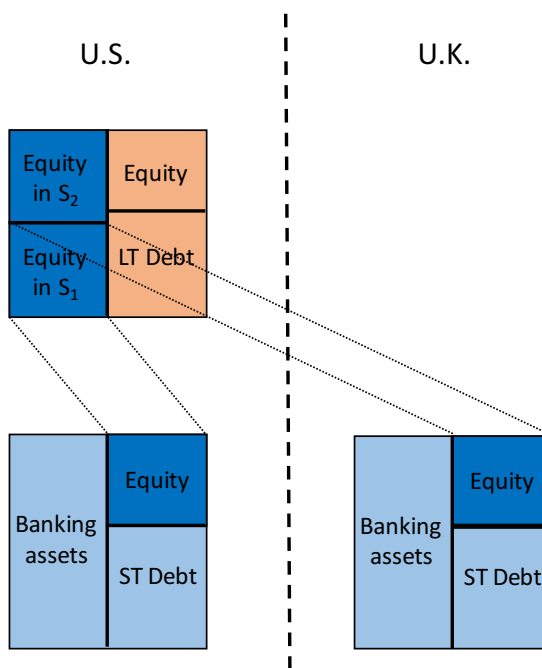 U.S.
U.K.
Equity
in S₂
Equity
Equity
in S₁
LT Debt
Banking
assets
Equity
ST Debt
Banking
assets
Equity
ST Debt